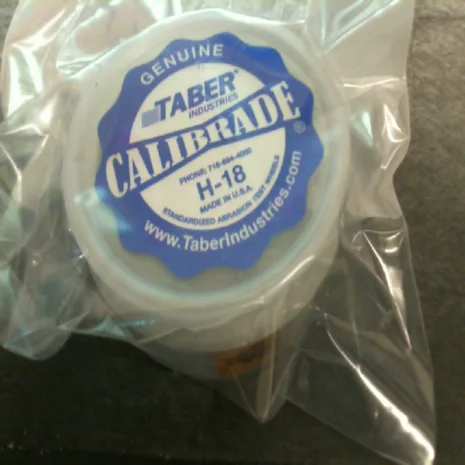 GENUINE
TABER®
INDUSTRIES
CALIBRADE®
PHONE: 716-694-4000
H-18
MADE IN U.S.A.
STANDARDIZED ABRASION TEST WHEELS
www.TaberIndustries.com